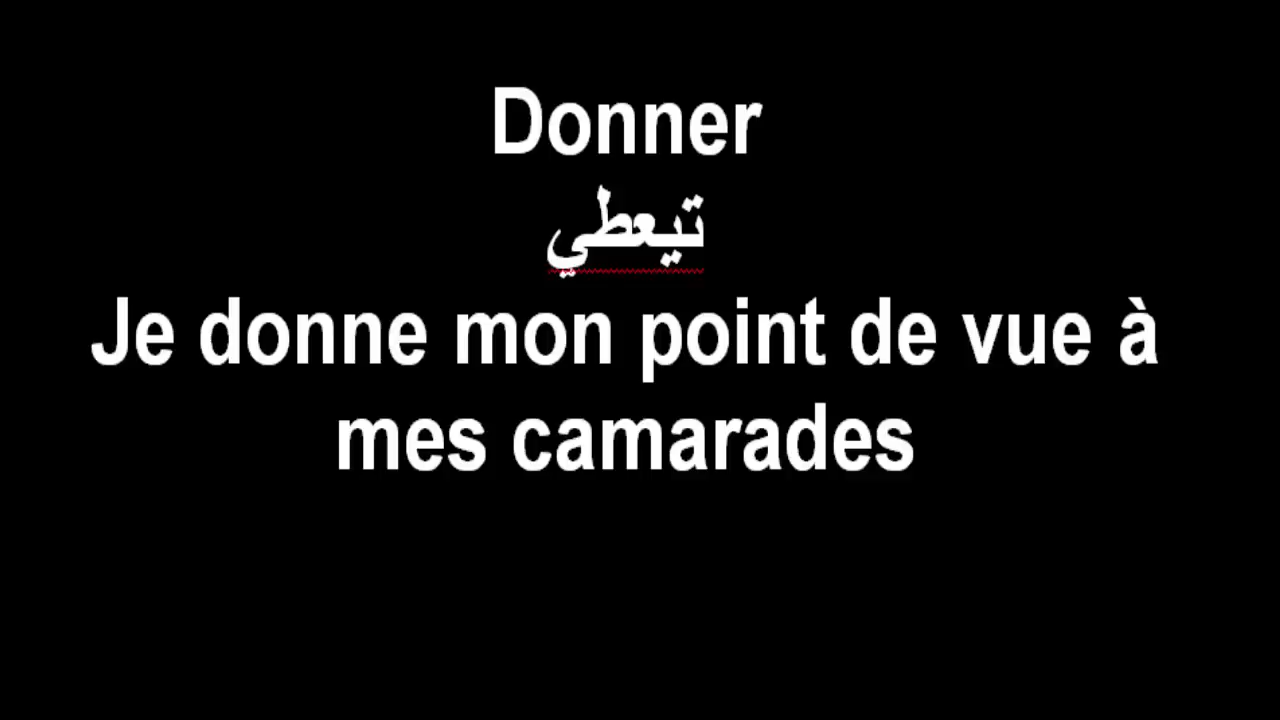 Donner
تيعطي
Je donne mon point de vue à
mes camarades